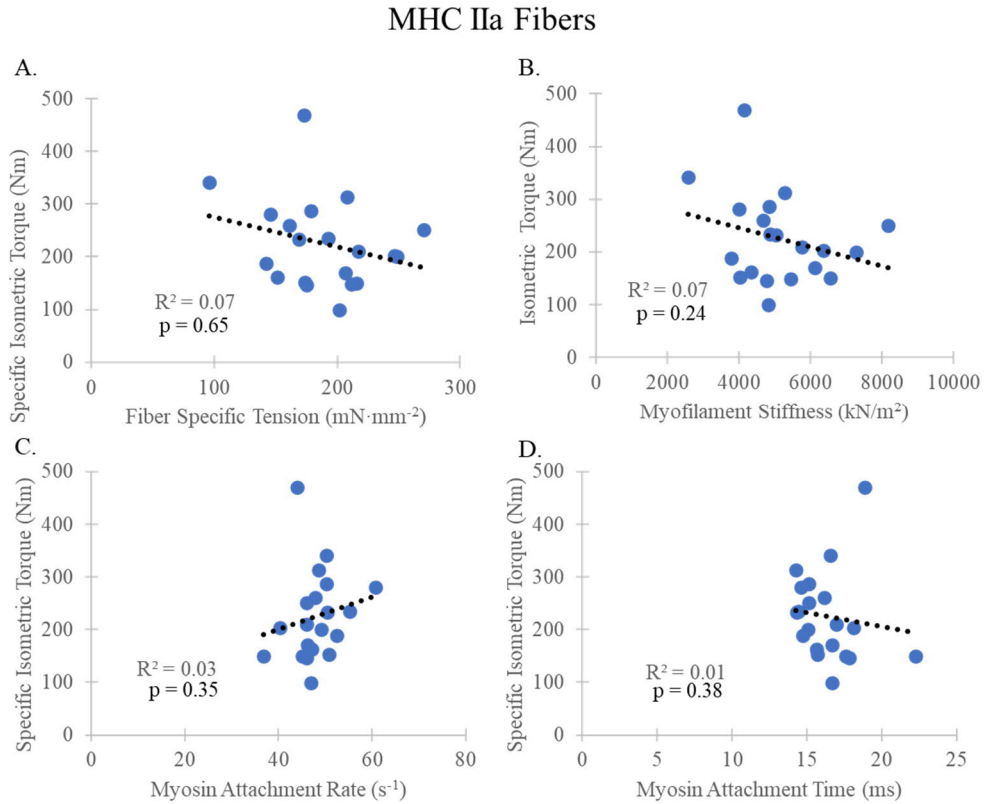 MHC IIa Fibers
A.
Specific Isometric Torque (Nm)
500
400
300
200
100
0
R² = 0.07
p = 0.65
0
100
200
300
Fiber Specific Tension (mN·mm⁻²)
B.
Isometric Torque (Nm)
500
400
300
200
100
0
R² = 0.07
p = 0.24
0
2000
4000
6000
8000
10000
Myofilament Stiffness (kN/m²)
C.
Specific Isometric Torque (Nm)
500
400
300
200
100
0
R² = 0.03
p = 0.35
0
20
40
60
80
Myosin Attachment Rate (s⁻¹)
D.
Specific Isometric Torque (Nm)
500
400
300
200
100
0
R² = 0.01
p = 0.38
0
5
10
15
20
25
Myosin Attachment Time (ms)